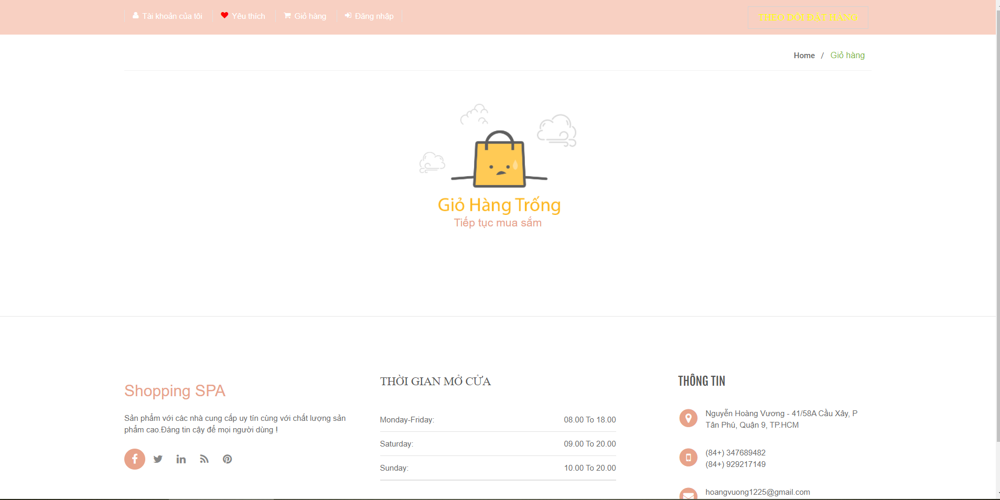 Tài khoản của tôi
Yêu thích
Giỏ hàng
Đăng nhập
THEO DÕI ĐẶT HÀNG
Home / Giỏ hàng
Giỏ Hàng Trống
Tiếp tục mua sắm
Shopping SPA
Sản phẩm với các nhà cung cấp uy tín cùng với chất lượng sản
phẩm cao.Đáng tin cậy để mọi người dùng !
THỜI GIAN MỞ CỬA
Monday-Friday: 08.00 To 18.00
Saturday: 09.00 To 20.00
Sunday: 10.00 To 20.00
THÔNG TIN
Nguyễn Hoàng Vương - 41/58A Cầu Xây, P
Tân Phú, Quận 9, TP.HCM
(84+) 347689482
(84+) 929217149
hoangvuong1225@gmail.com